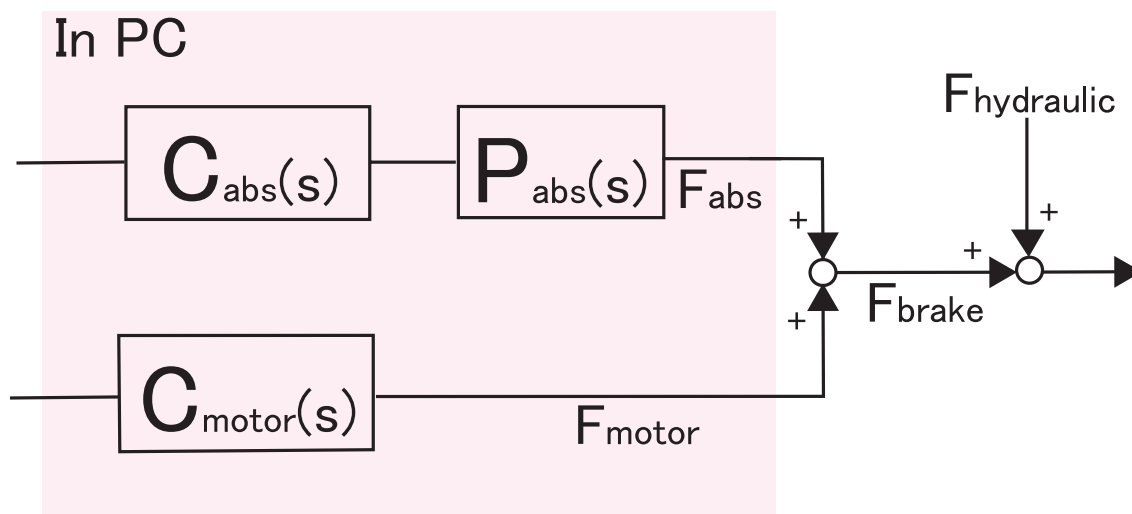 In PC
Fhydraulic
Cabs(s)
Pabs(s)
Fabs
+
+
+
Fbrake
+
Cmotor(s)
Fmotor